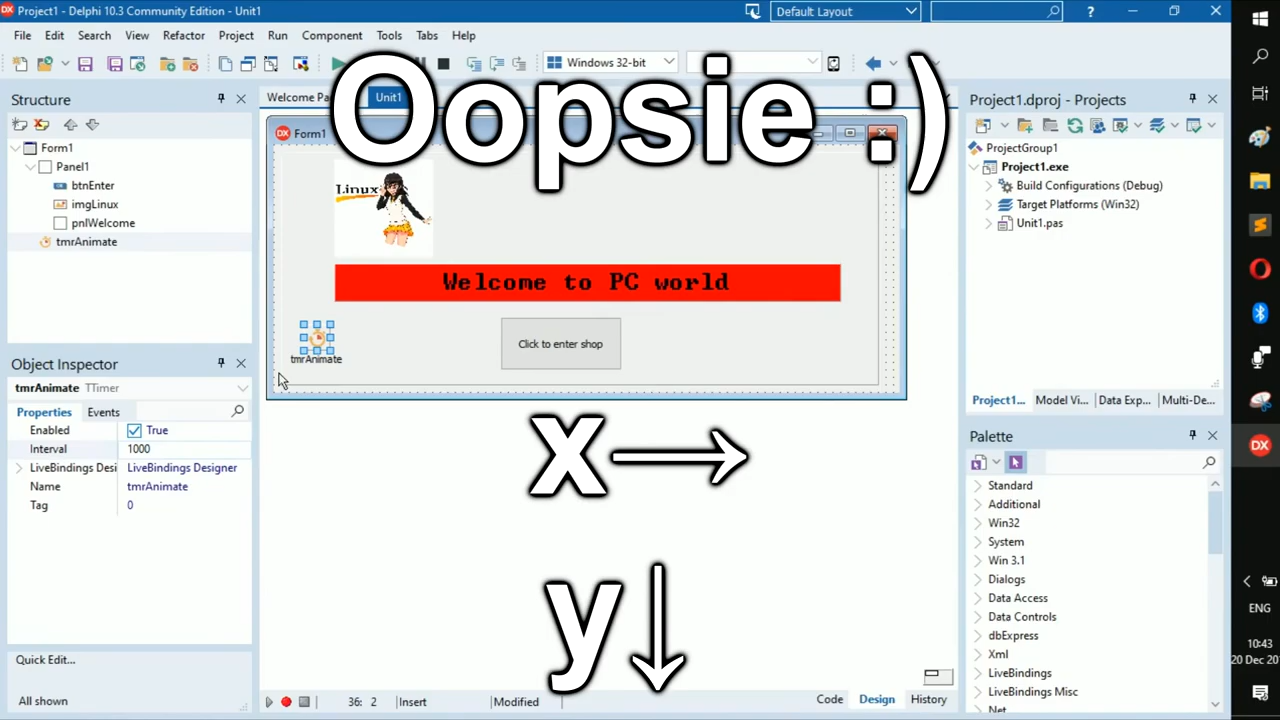 Project1 - Delphi 10.3 Community Edition - Unit1
Default Layout
?
File Edit Search View Refactor Project Run Component Tools Tabs Help
Windows 32-bit
Oopsie :)
Structure
Form1
Panel1
btnEnter
imgLinux
pnlWelcome
tmrAnimate
Welcome Pa
Unit1
Form1
Linux
Welcome to PC world
Click to enter shop
tmrAnimate
x→
y↓
Object Inspector
tmrAnimate TTimer
Properties Events
Enabled True
Interval 1000
LiveBindings Desi LiveBindings Designer
Name tmrAnimate
Tag 0
Quick Edit...
All shown
36: 2 Insert Modified
Code Design History
Project1.dproj - Projects
ProjectGroup1
Project1.exe
Build Configurations (Debug)
Target Platforms (Win32)
Unit1.pas
Project1... Model Vi... Data Exp... Multi-De...
Palette
Standard
Additional
Win32
System
Win 3.1
Dialogs
Data Access
Data Controls
dbExpress
Xml
LiveBindings
LiveBindings Misc
Net
DX
ENG
10:43
20 Dec 20